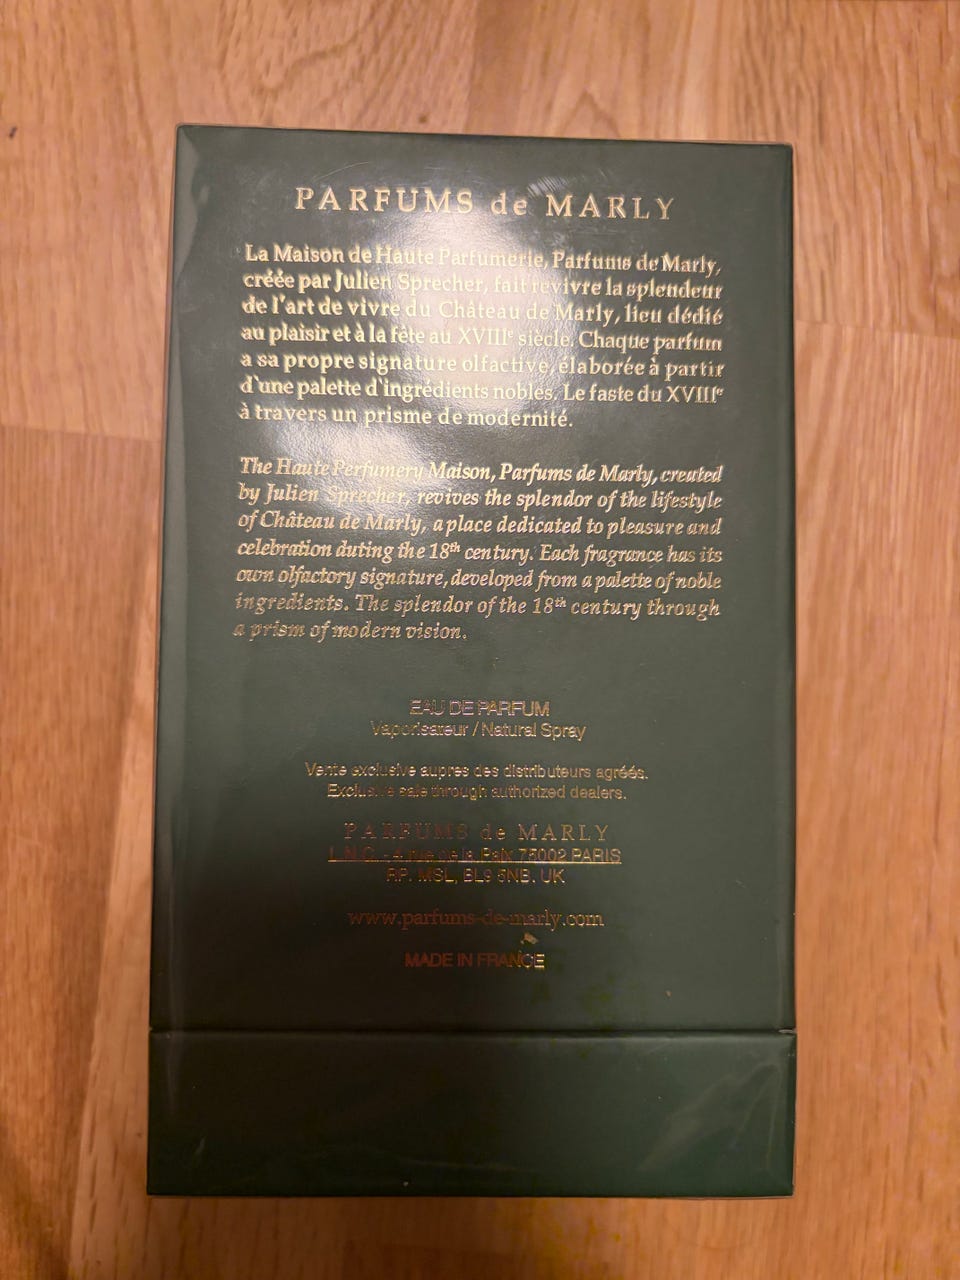 PARFUMS de MARLY
La Maison de Haute Parfumerie, Parfums de Marly,
créée par Julien Sprecher, fait revivre la splendeur
de l'art de vivre du Château de Marly, lieu dédié
au plaisir et à la fête au XVIIIe siècle. Chaque parfum
a sa propre signature olfactive, élaborée à partir
d'une palette d'ingrédients nobles. Le faste du XVIIIe
à travers un prisme de modernité.
The Haute Perfumery Maison, Parfums de Marly, created
by Julien Sprecher, revives the splendor of the lifestyle
of Château de Marly, a place dedicated to pleasure and
celebration duting the 18th century. Each fragrance has its
own olfactory signature, developed from a palette of noble
ingredients. The splendor of the 18th century through
a prism of modern vision.
EAU DE PARFUM
Vaporisateur / Natural Spray
Vente exclusive aupres des distributeurs agréés.
Exclusive sale through authorized dealers.
PARFUMS de MARLY
I.N.C. - 4 rue de la Paix 75002 PARIS
RP. MSL, BL9 5NB. UK
www.parfums-de-marly.com
MADE IN FRANCE